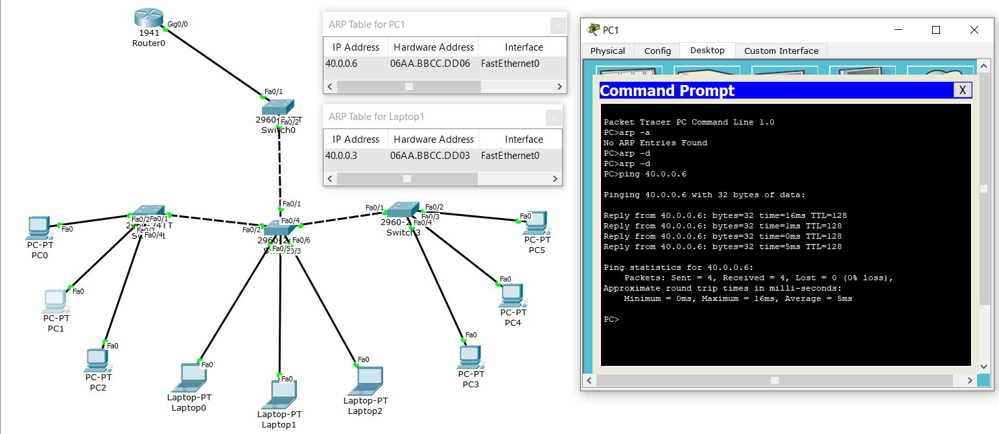 Gig0/0
1941
Router0
Fa0/1
2960-24TT
Fa0/2
Switch0
Fa0/1
Fa0/4
Fa0/2
Fa0/6
Fa0/5
Fa0/2
Fa0/1
Fa0/3
Fa0/4
Fa0/1
Fa0/2
Fa0/3
Fa0/4
Switch3
Fa0
PC-PT
PC0
Fa0
PC-PT
PC1
Fa0
PC-PT
PC2
Fa0
Laptop-PT
Laptop0
Fa0
Laptop-PT
Laptop1
Fa0
Laptop-PT
Laptop2
Fa0
PC-PT
PC3
Fa0
PC-PT
PC4
Fa0
PC-PT
PC5
ARP Table for PC1
IP Address Hardware Address Interface
40.0.0.6 06AA.BBCC.DD06 FastEthernet0
ARP Table for Laptop1
IP Address Hardware Address Interface
40.0.0.3 06AA.BBCC.DD03 FastEthernet0
PC1
Physical Config Desktop Custom Interface
Command Prompt X
Packet Tracer PC Command Line 1.0
PC>arp -a
No ARP Entries Found
PC>arp -d
PC>arp -d
PC>ping 40.0.0.6
Pinging 40.0.0.6 with 32 bytes of data:
Reply from 40.0.0.6: bytes=32 time=16ms TTL=128
Reply from 40.0.0.6: bytes=32 time=1ms TTL=128
Reply from 40.0.0.6: bytes=32 time=0ms TTL=128
Reply from 40.0.0.6: bytes=32 time=5ms TTL=128
Ping statistics for 40.0.0.6:
Packets: Sent = 4, Received = 4, Lost = 0 (0% loss),
Approximate round trip times in milli-seconds:
Minimum = 0ms, Maximum = 16ms, Average = 5ms
PC>